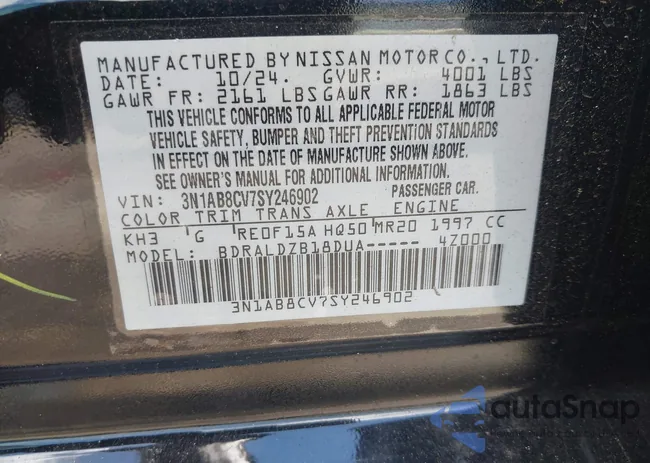 MANUFACTURED BY NISSAN MOTOR CO., LTD.
DATE: 10/24. GVWR: 4001 LBS
GAWR FR: 2161 LBS GAWR RR: 1863 LBS
THIS VEHICLE CONFORMS TO ALL APPLICABLE FEDERAL MOTOR
VEHICLE SAFETY, BUMPER AND THEFT PREVENTION STANDARDS
IN EFFECT ON THE DATE OF MANUFACTURE SHOWN ABOVE.
SEE OWNER'S MANUAL FOR ADDITIONAL INFORMATION.
VIN: 3N1AB8CV7SY246902 PASSENGER CAR.
COLOR TRIM TRANS AXLE ENGINE
KH3 G RE0F15A HQ50 MR20 1997 CC
MODEL: BDRALDZB18DUA----- 4Z000
3N1AB8CV7SY246902
autaSnap